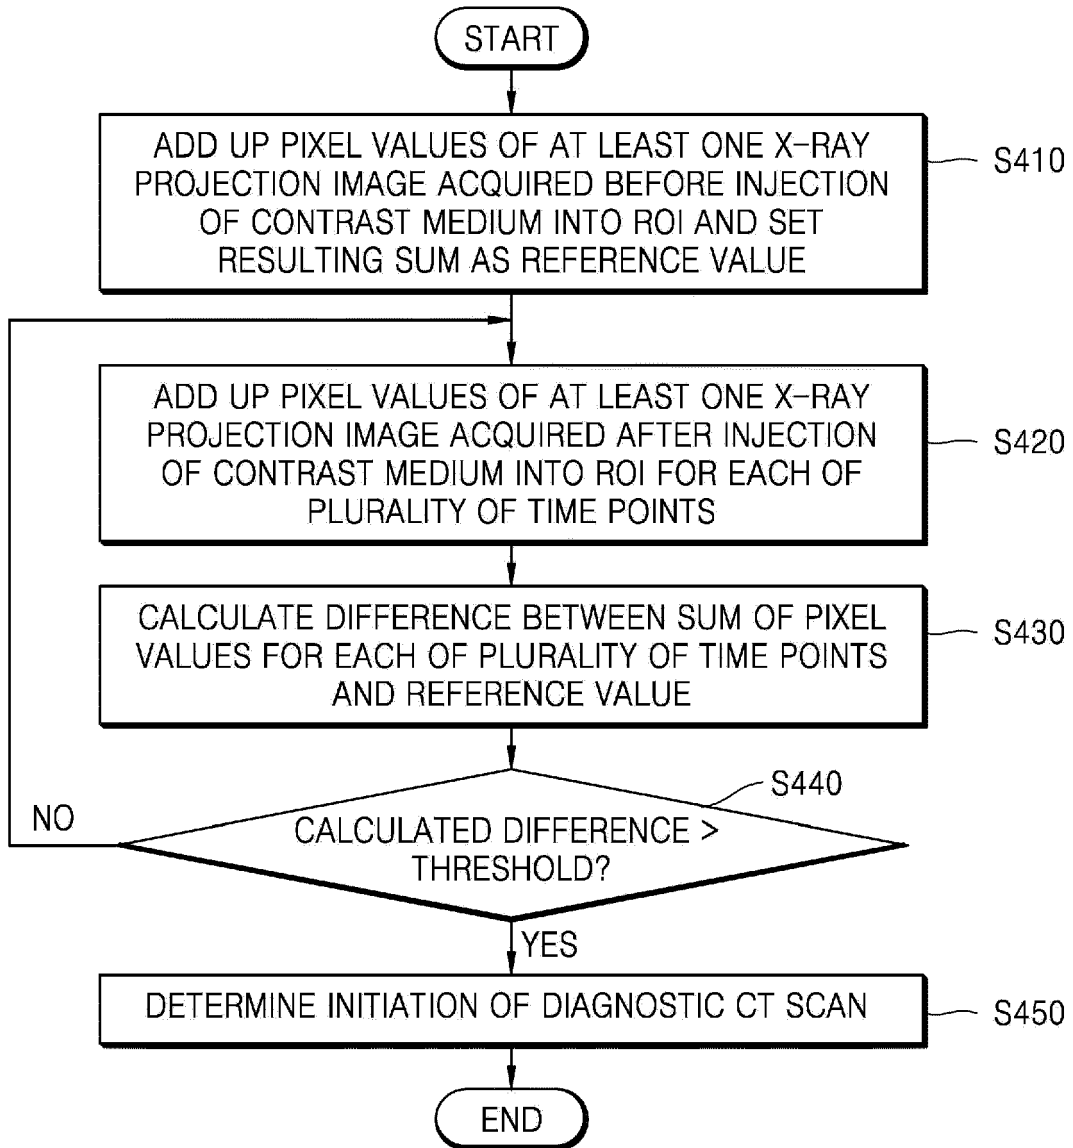 START
ADD UP PIXEL VALUES OF AT LEAST ONE X-RAY
PROJECTION IMAGE ACQUIRED BEFORE INJECTION
OF CONTRAST MEDIUM INTO ROI AND SET
RESULTING SUM AS REFERENCE VALUE
S410
ADD UP PIXEL VALUES OF AT LEAST ONE X-RAY
PROJECTION IMAGE ACQUIRED AFTER INJECTION
OF CONTRAST MEDIUM INTO ROI FOR EACH OF
PLURALITY OF TIME POINTS
S420
CALCULATE DIFFERENCE BETWEEN SUM OF PIXEL
VALUES FOR EACH OF PLURALITY OF TIME POINTS
AND REFERENCE VALUE
S430
S440
NO
CALCULATED DIFFERENCE >
THRESHOLD?
YES
DETERMINE INITIATION OF DIAGNOSTIC CT SCAN
S450
END